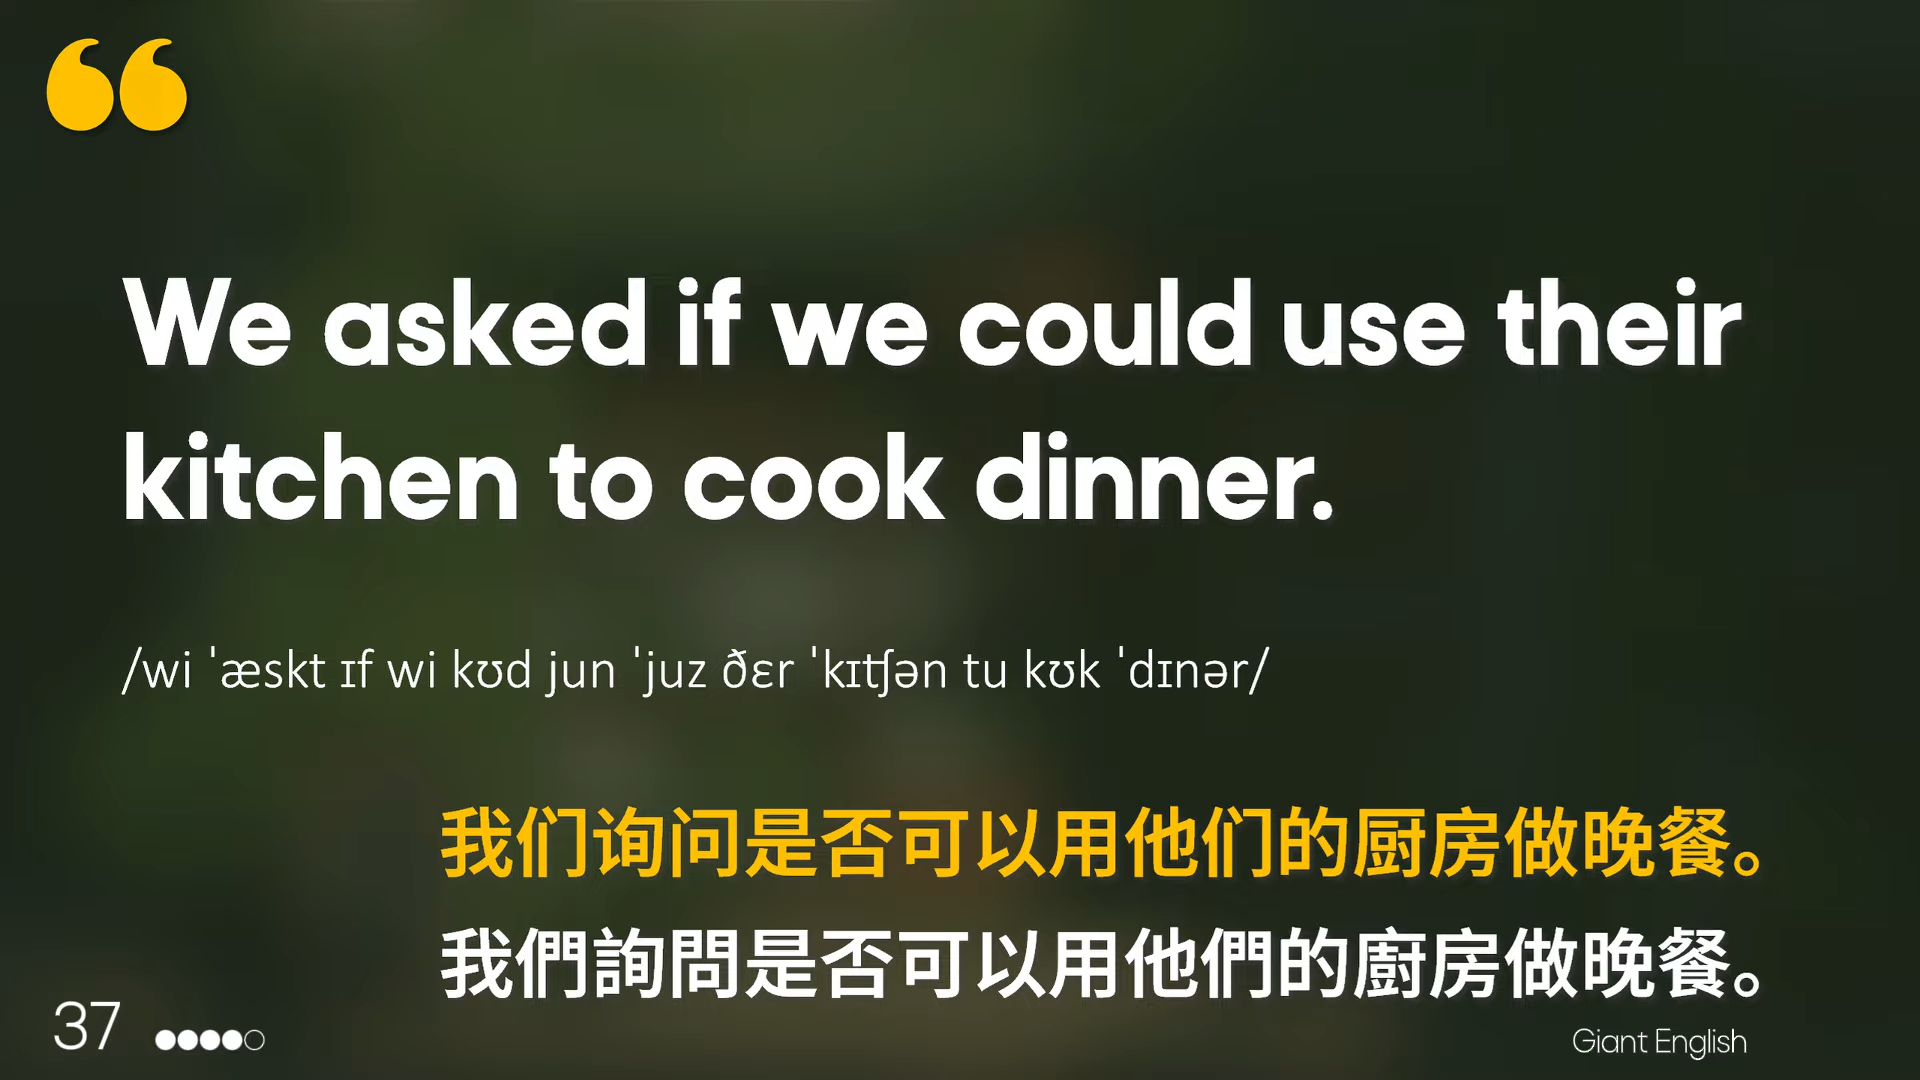 “
We asked if we could use their
kitchen to cook dinner.
/wi ˈæskt ɪf wi kʊd jun ˈjuz ðɛr ˈkɪʧən tu kʊk ˈdɪnər/
我们询问是否可以用他们的厨房做晚餐。
我們詢問是否可以用他們的廚房做晚餐。
37
Giant English